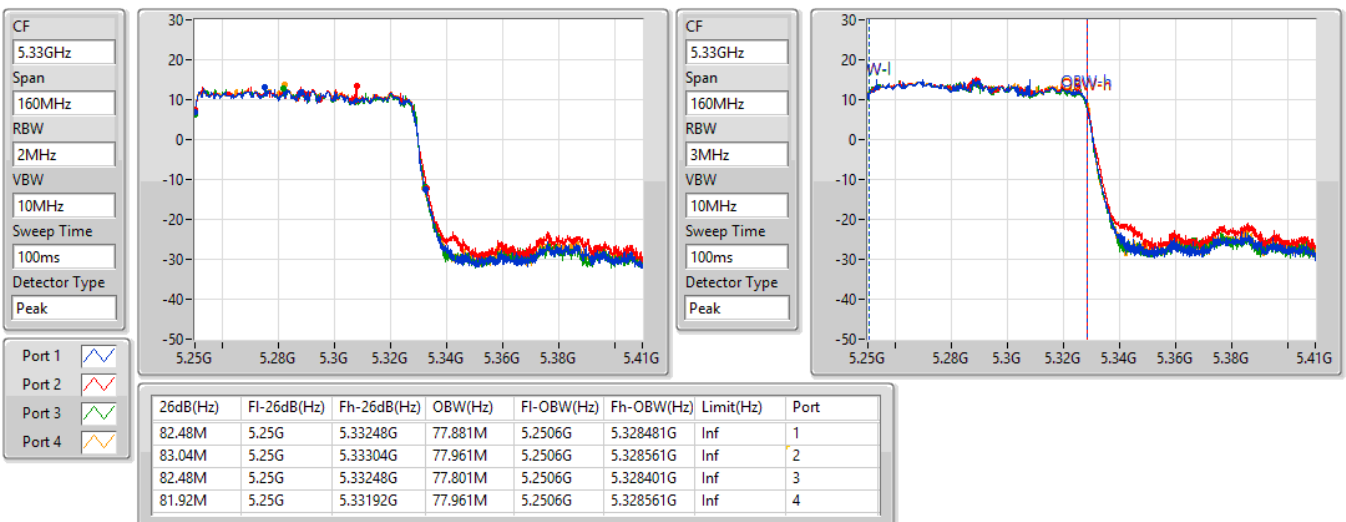 CF
5.33GHz
Span
160MHz
RBW
2MHz
VBW
10MHz
Sweep Time
100ms
Detector Type
Peak
30
20
10
0
-10
-20
-30
-40
-50
5.25G 5.28G 5.3G 5.32G 5.34G 5.36G 5.38G 5.41G
CF
5.33GHz
Span
160MHz
RBW
3MHz
VBW
10MHz
Sweep Time
100ms
Detector Type
Peak
30
20
10
0
-10
-20
-30
-40
-50
W-l
OBW-h
5.25G 5.28G 5.3G 5.32G 5.34G 5.36G 5.38G 5.41G
Port 1
Port 2
Port 3
Port 4
26dB(Hz) Fl-26dB(Hz) Fh-26dB(Hz) OBW(Hz) Fl-OBW(Hz) Fh-OBW(Hz) Limit(Hz) Port
82.48M 5.25G 5.33248G 77.881M 5.2506G 5.328481G Inf 1
83.04M 5.25G 5.33304G 77.961M 5.2506G 5.328561G Inf 2
82.48M 5.25G 5.33248G 77.801M 5.2506G 5.328401G Inf 3
81.92M 5.25G 5.33192G 77.961M 5.2506G 5.328561G Inf 4